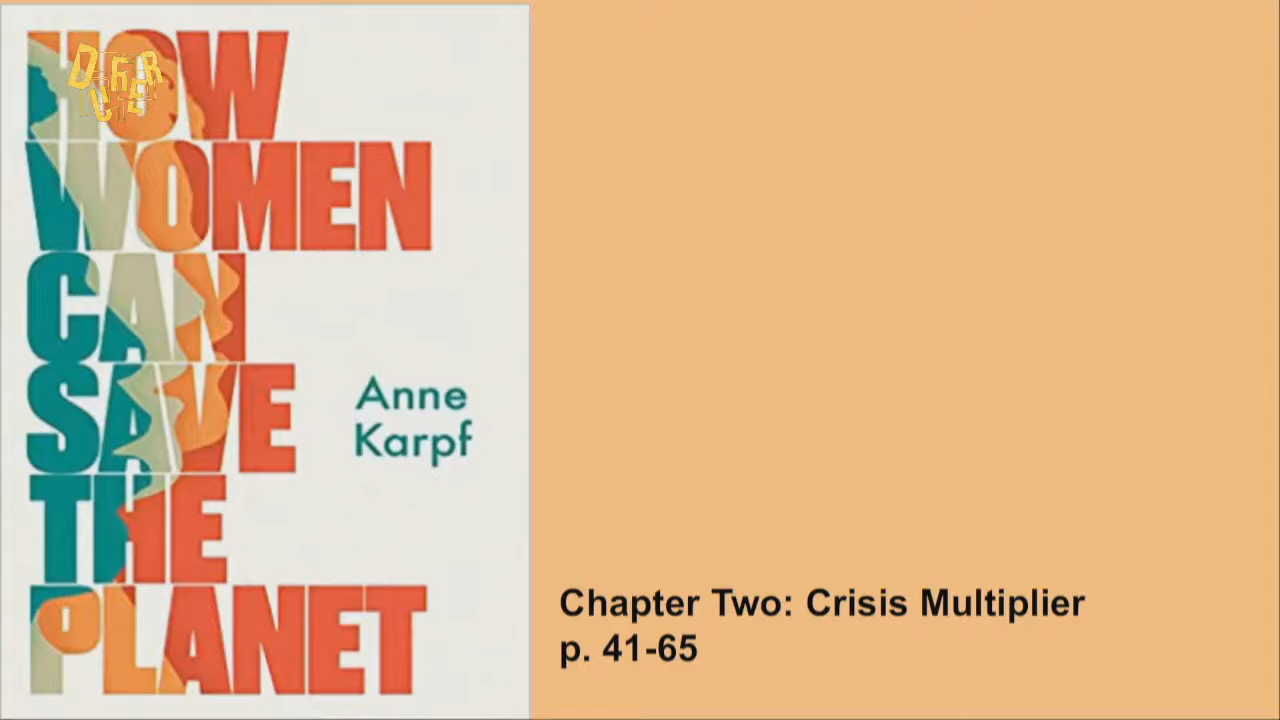 HOW
WOMEN
CAN
SAVE
THE
PLANET
Anne
Karpf
Chapter Two: Crisis Multiplier
p. 41-65